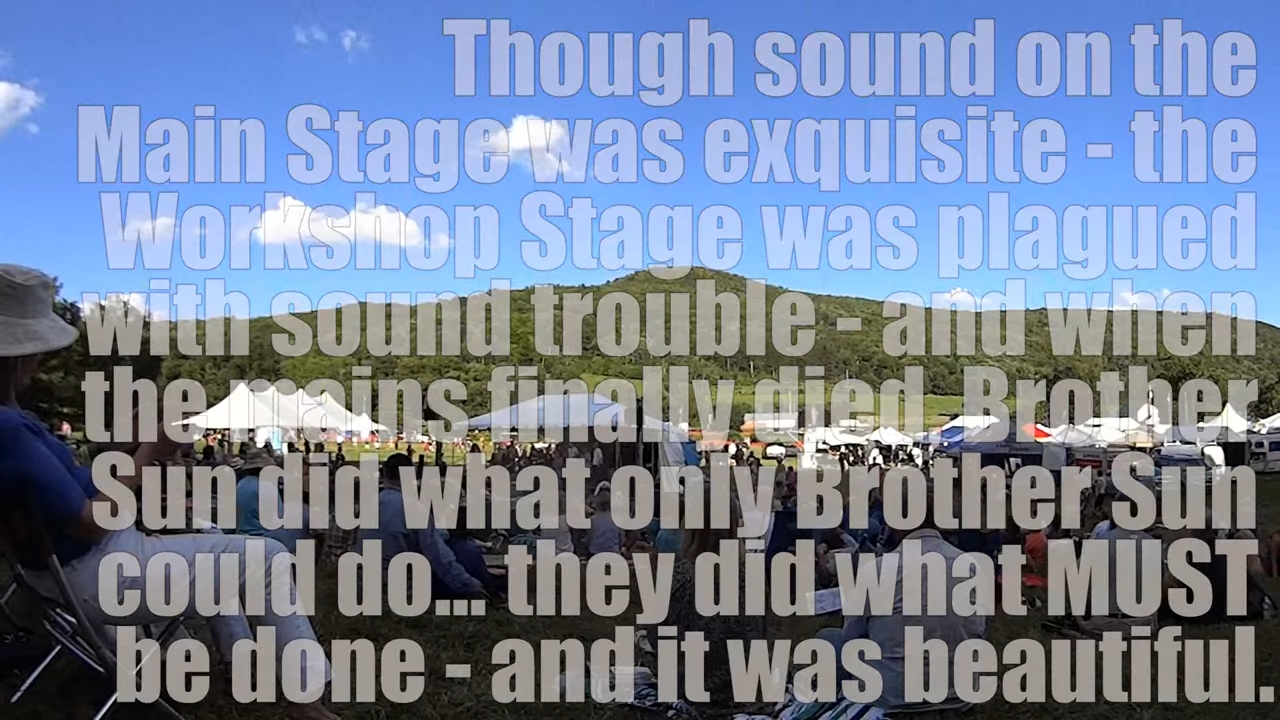 Though sound on the
Main Stage was exquisite - the
Workshop Stage was plagued
with sound trouble - and when
the mains finally died, Brother
Sun did what only Brother Sun
could do... they did what MUST
be done - and it was beautiful.